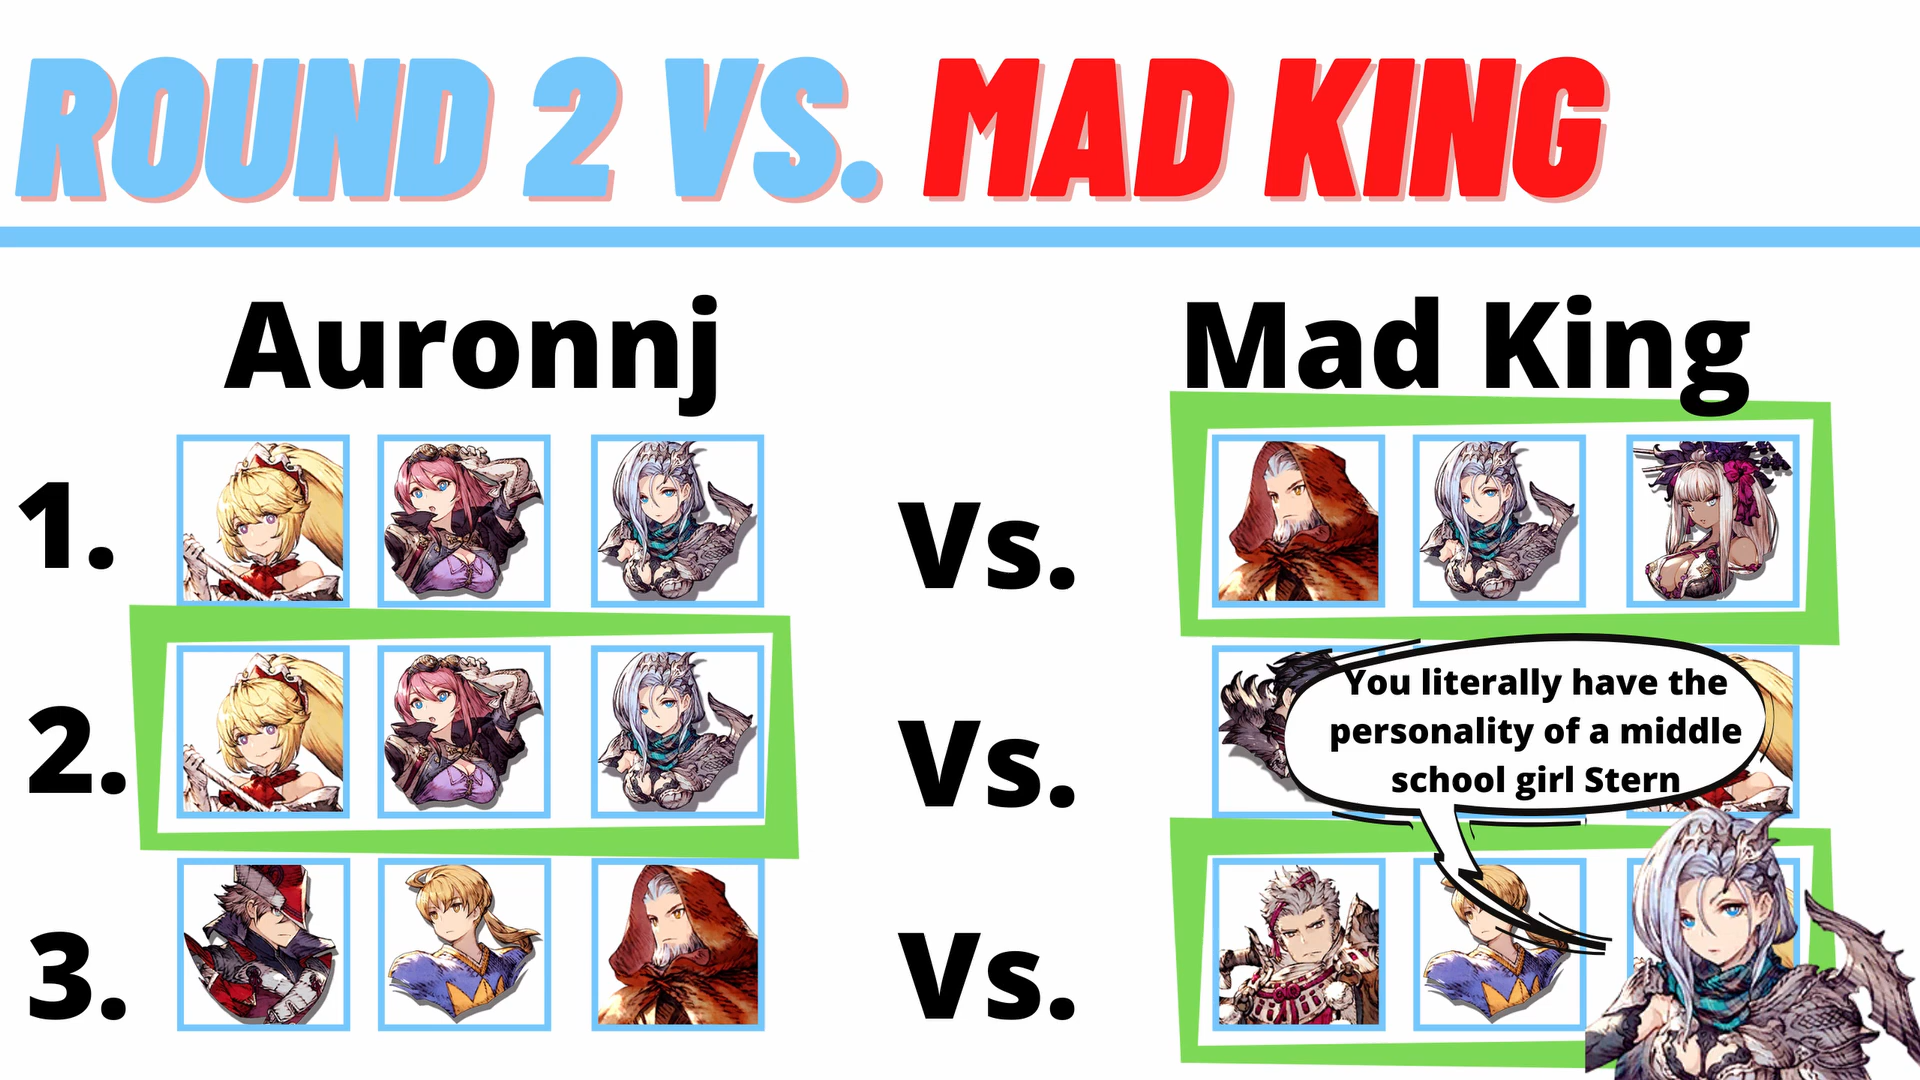 ROUND 2 VS. MAD KING
Auronnj
Mad King
1.
Vs.
2.
Vs.
You literally have the
personality of a middle
school girl Stern
3.
Vs.